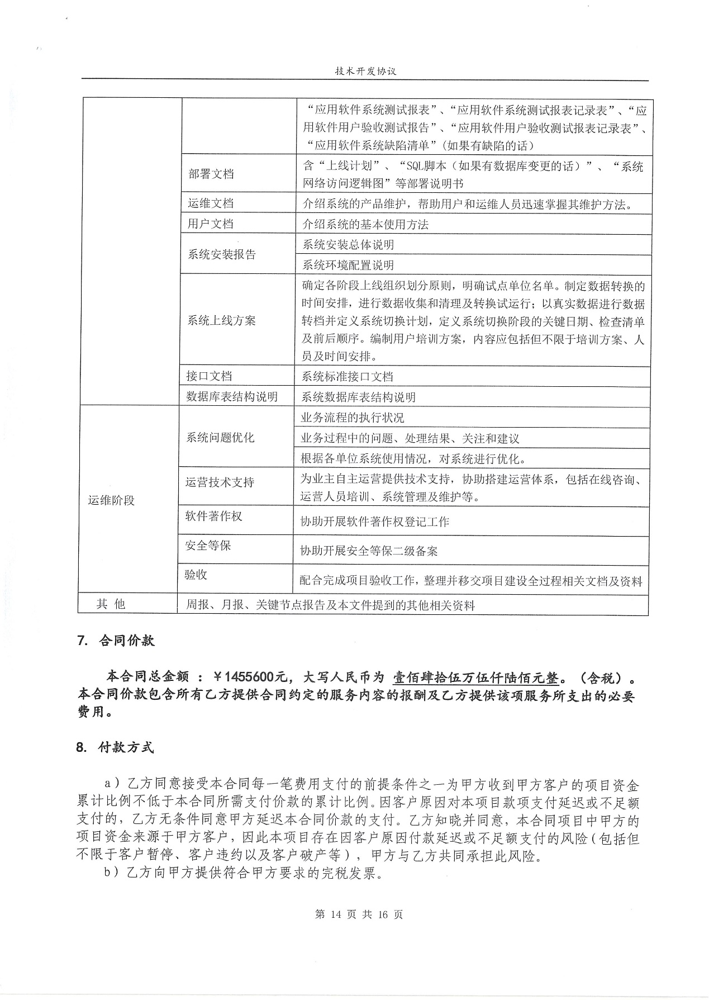 技术开发协议
“应用软件系统测试报表”、“应用软件系统测试报表记录表”、“应
用软件用户验收测试报告”、“应用软件用户验收测试报表记录表”、
“应用软件系统缺陷清单”(如果有缺陷的话)
部署文档
含“上线计划”、“SQL脚本（如果有数据库变更的话）”、“系统
网络访问逻辑图”等部署说明书
运维文档
介绍系统的产品维护，帮助用户和运维人员迅速掌握其维护方法。
用户文档
介绍系统的基本使用方法
系统安装报告
系统安装总体说明
系统环境配置说明
系统上线方案
确定各阶段上线组织划分原则，明确试点单位名单。制定数据转换的
时间安排，进行数据收集和清理及转换试运行；以真实数据进行数据
转档并定义系统切换计划，定义系统切换阶段的关键日期、检查清单
及前后顺序。编制用户培训方案，内容应包括但不限于培训方案、人
员及时间安排。
接口文档
系统标准接口文档
数据库表结构说明
系统数据库表结构说明
运维阶段
系统问题优化
业务流程的执行状况
业务过程中的问题、处理结果、关注和建议
根据各单位系统使用情况，对系统进行优化。
运营技术支持
为业主自主运营提供技术支持，协助搭建运营体系，包括在线咨询、
运营人员培训、系统管理及维护等。
软件著作权
协助开展软件著作权登记工作
安全等保
协助开展安全等保二级备案
验收
配合完成项目验收工作，整理并移交项目建设全过程相关文档及资料
其 他
周报、月报、关键节点报告及本文件提到的其他相关资料
7. 合同价款
本合同总金额 ：￥1455600元，大写人民币为 壹佰肆拾伍万伍仟陆佰元整。（含税）。
本合同价款包含所有乙方提供合同约定的服务内容的报酬及乙方提供该项服务所支出的必要
费用。
8. 付款方式
a）乙方同意接受本合同每一笔费用支付的前提条件之一为甲方收到甲方客户的项目资金
累计比例不低于本合同所需支付价款的累计比例。因客户原因对本项目款项支付延迟或不足额
支付的，乙方无条件同意甲方延迟本合同价款的支付。乙方知晓并同意，本合同项目中甲方的
项目资金来源于甲方客户，因此本项目存在因客户原因付款延迟或不足额支付的风险（包括但
不限于客户暂停、客户违约以及客户破产等），甲方与乙方共同承担此风险。
b）乙方向甲方提供符合甲方要求的完税发票。
第 14 页 共 16 页